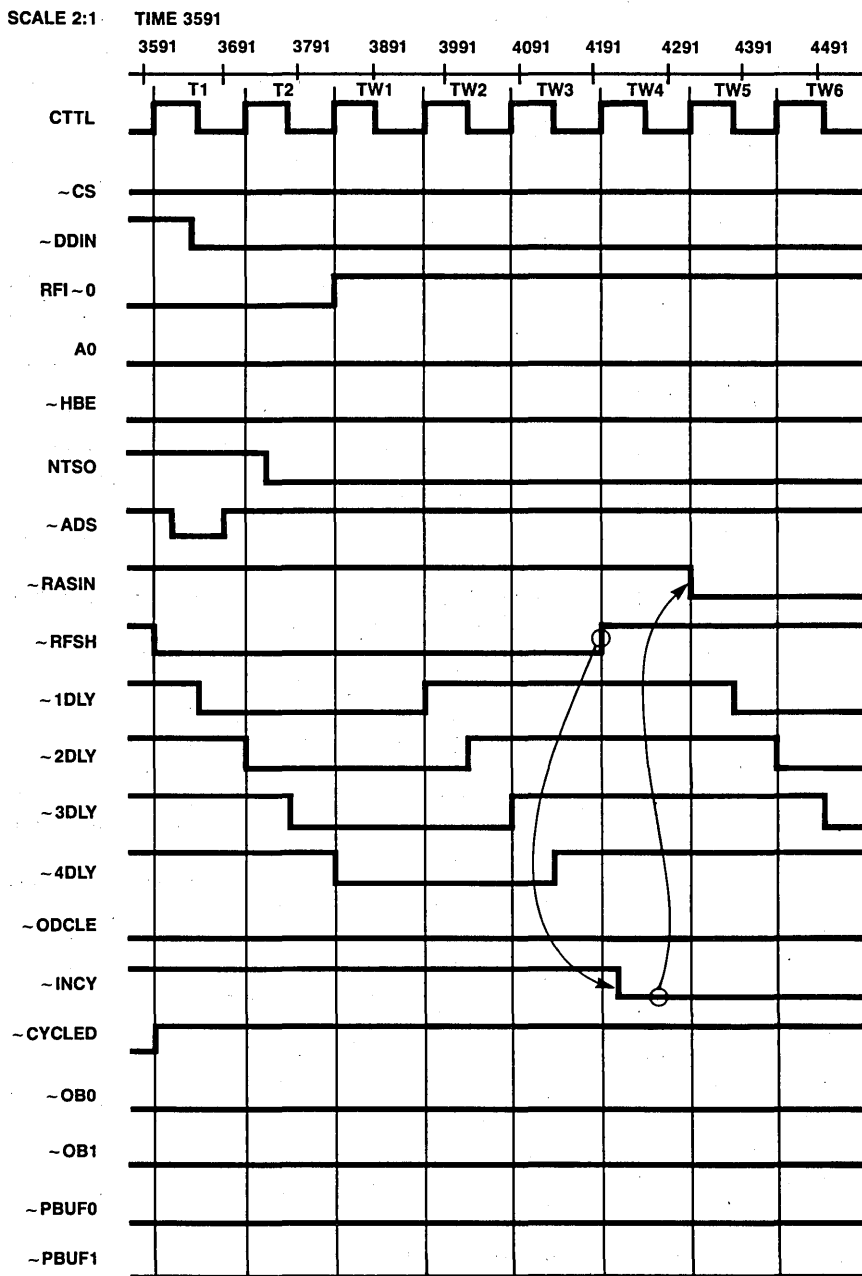 SCALE 2:1 TIME 3591
3591 3691 3791 3891 3991 4091 4191 4291 4391 4491
T1 T2 TW1 TW2 TW3 TW4 TW5 TW6
CTTL
~CS
~DDIN
RFI~0
A0
~HBE
NTSO
~ADS
~RASIN
~RFSH
~1DLY
~2DLY
~3DLY
~4DLY
~ODCLE
~INCY
~CYCLED
~OB0
~OB1
~PBUF0
~PBUF1